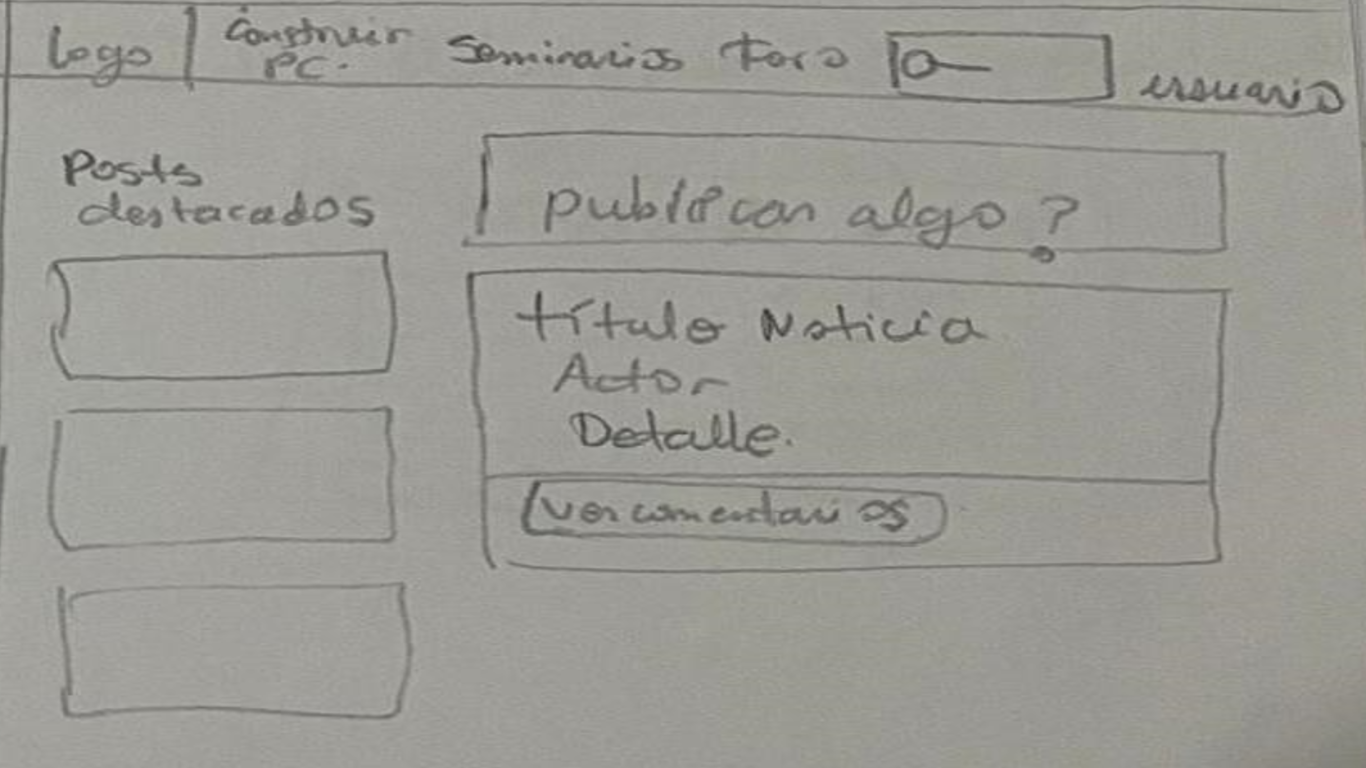 Logo
Construir
PC.
Seminarios
Foro
usuario
Posts
destacados
publicar algo?
título Noticia
Actor
Detalle.
ver comentarios